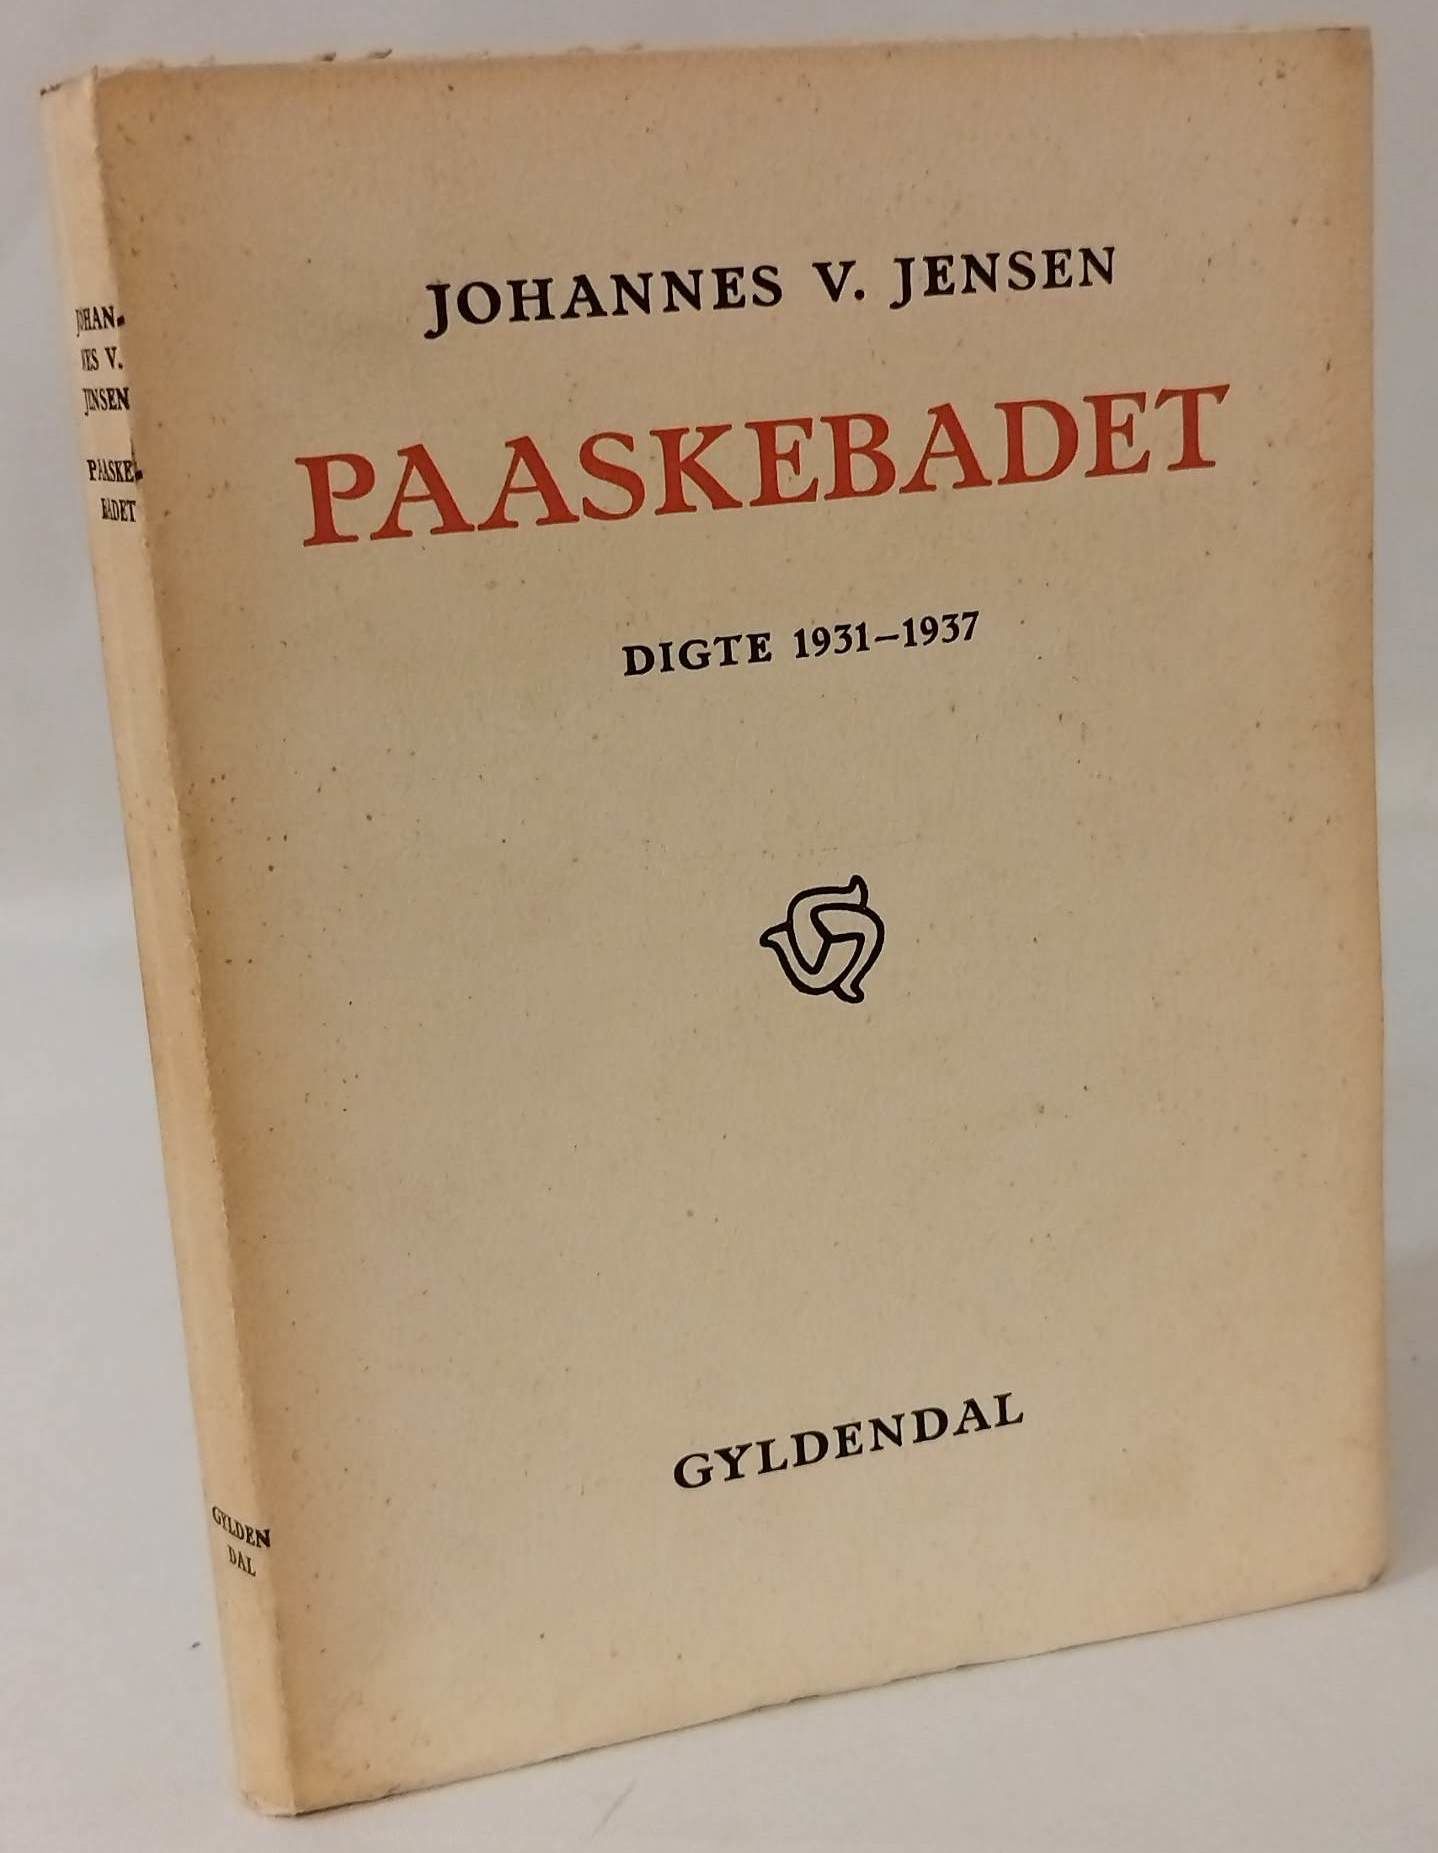 JOHANNES V. JENSEN
PAASKEBADET
DIGTE 1931–1937
GYLDENDAL
JOHAN-
NES V.
JENSEN
PAASKE-
BADET
GYLDEN
DAL